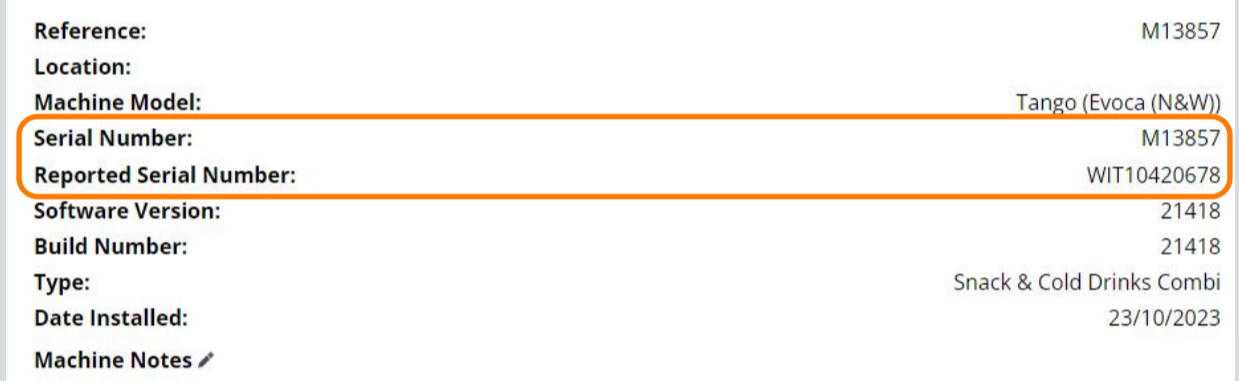 Reference: M13857
Location:
Machine Model: Tango (Evoca (N&W))
Serial Number: M13857
Reported Serial Number: WIT10420678
Software Version: 21418
Build Number: 21418
Type: Snack & Cold Drinks Combi
Date Installed: 23/10/2023
Machine Notes